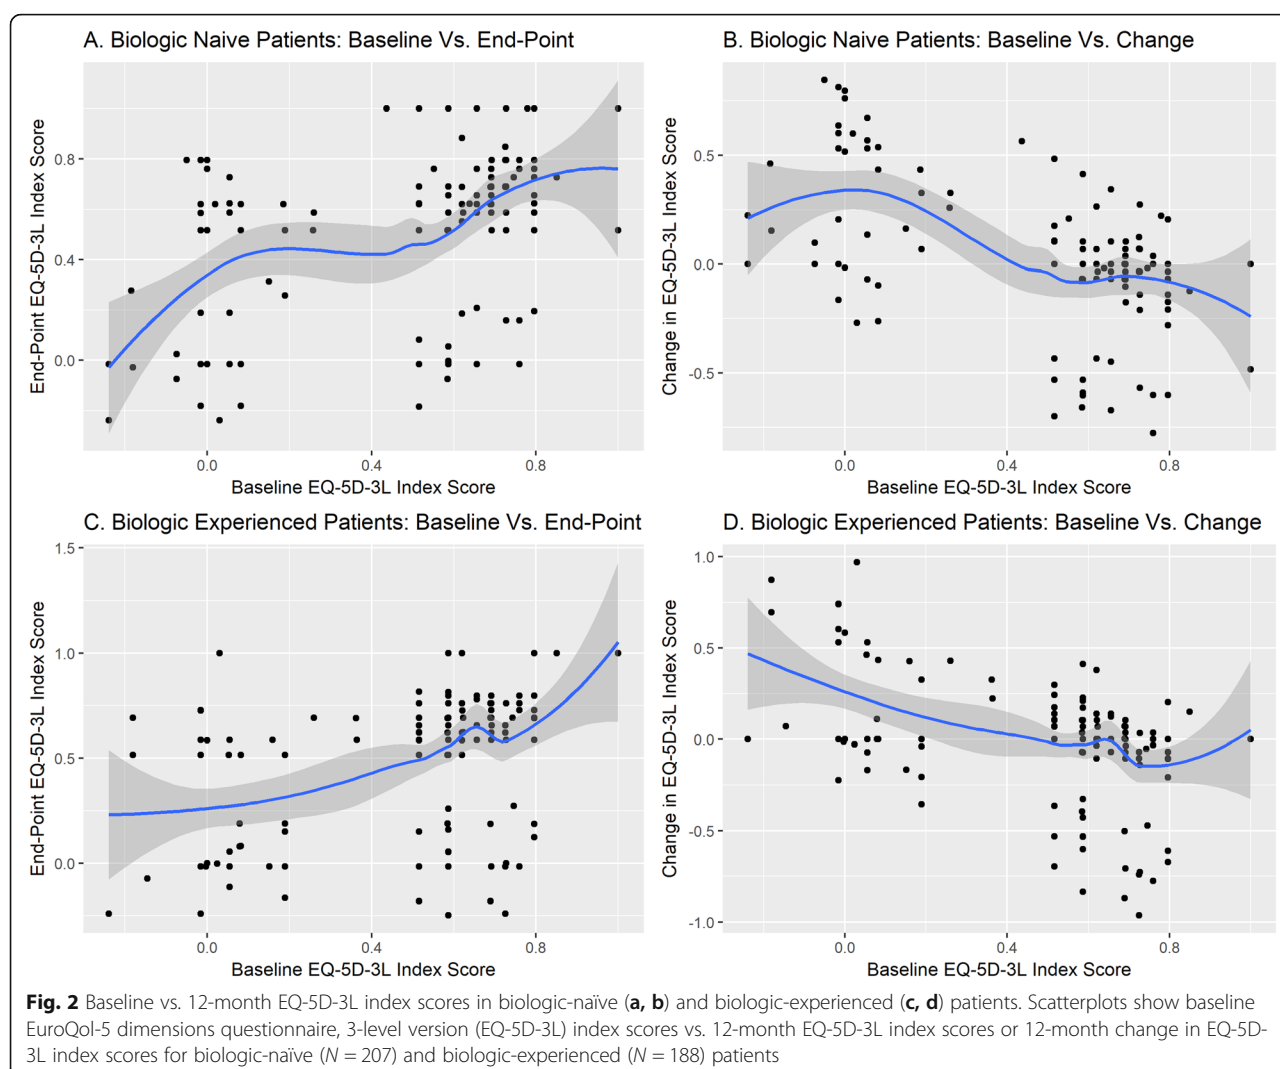 A. Biologic Naive Patients: Baseline Vs. End-Point
End-Point EQ-5D-3L Index Score
0.8
0.4
0.0
0.0 0.4 0.8
Baseline EQ-5D-3L Index Score
B. Biologic Naive Patients: Baseline Vs. Change
Change in EQ-5D-3L Index Score
0.5
0.0
-0.5
0.0 0.4 0.8
Baseline EQ-5D-3L Index Score
C. Biologic Experienced Patients: Baseline Vs. End-Point
End-Point EQ-5D-3L Index Score
1.5
1.0
0.5
0.0
0.0 0.4 0.8
Baseline EQ-5D-3L Index Score
D. Biologic Experienced Patients: Baseline Vs. Change
Change in EQ-5D-3L Index Score
1.0
0.5
0.0
-0.5
-1.0
0.0 0.4 0.8
Baseline EQ-5D-3L Index Score
Fig. 2 Baseline vs. 12-month EQ-5D-3L index scores in biologic-naïve (a, b) and biologic-experienced (c, d) patients. Scatterplots show baseline
EuroQol-5 dimensions questionnaire, 3-level version (EQ-5D-3L) index scores vs. 12-month EQ-5D-3L index scores or 12-month change in EQ-5D-
3L index scores for biologic-naïve (N = 207) and biologic-experienced (N = 188) patients